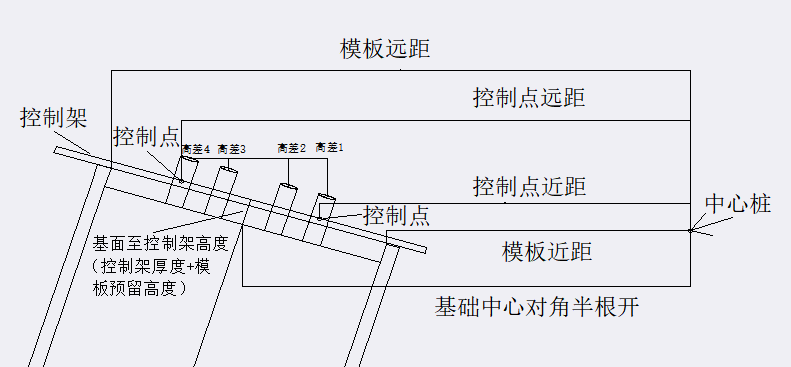 模板远距
控制点远距
控制架
控制点
高差4
高差3
高差2
高差1
控制点近距
控制点
中心桩
基面至控制架高度
（控制架厚度+模
板预留高度）
模板近距
基础中心对角半根开